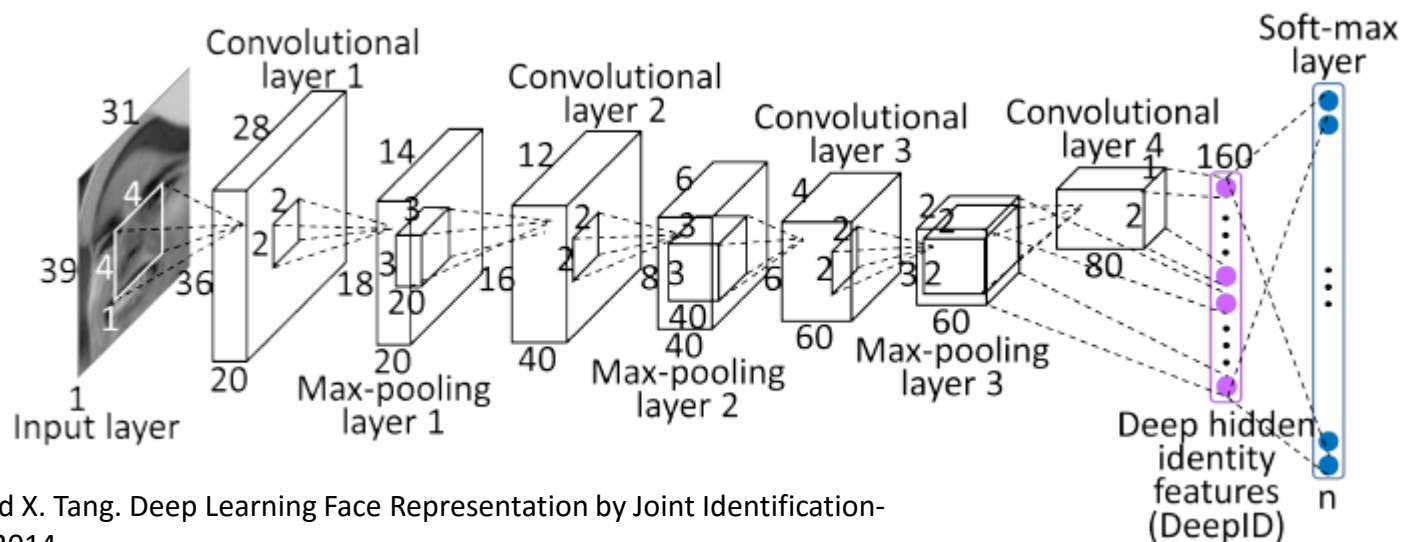 Soft-max
layer
Convolutional
layer 1
Convolutional
layer 2
Convolutional
layer 3
Convolutional
layer 4
31
28
14
12
6
4
2
1
160
4
4
1
39
1
Input layer
2
2
36
20
3
3
20
18
20
Max-pooling
layer 1
2
2
16
40
3
3
40
8
40
Max-pooling
layer 2
2
2
6
60
2
2
3
60
Max-pooling
layer 3
2
80
Deep hidden
identity
features
(DeepID)
n
d X. Tang. Deep Learning Face Representation by Joint Identification-